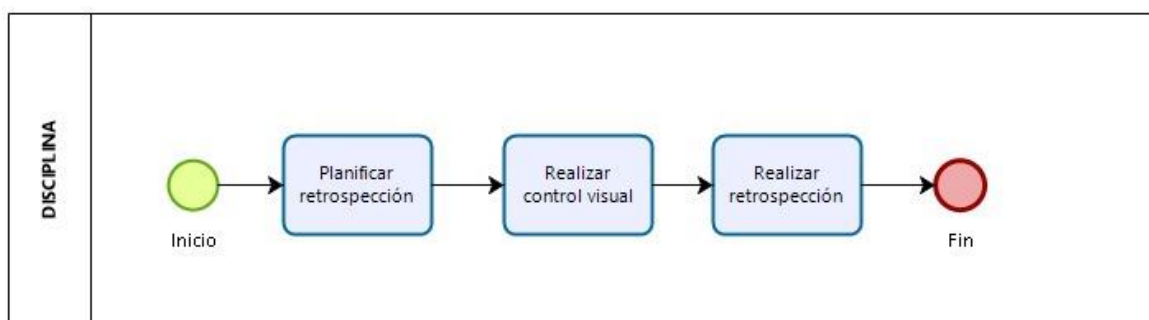 DISCIPLINA
Planificar
retrospección
Realizar
control visual
Realizar
retrospección
Inicio
Fin